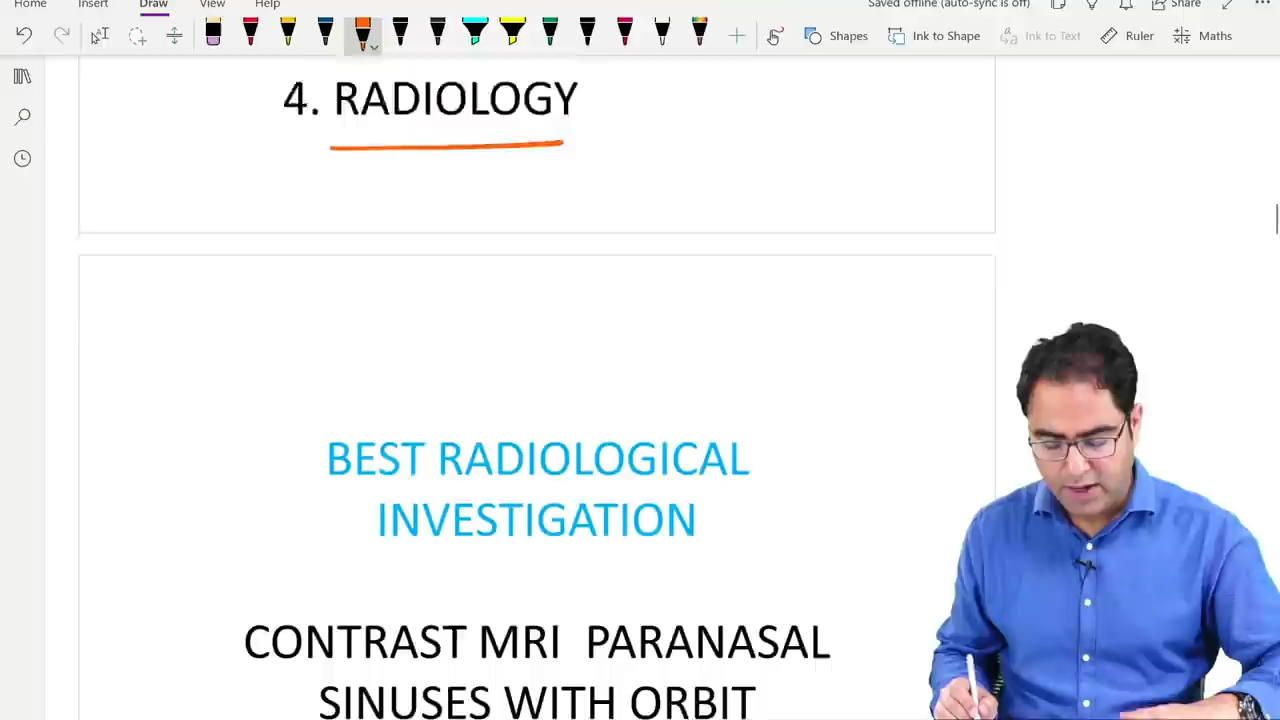 Home Insert Draw View Help Saved offline (auto-sync is off) Share
Shapes Ink to Shape Ink to Text Ruler Maths
4. RADIOLOGY
BEST RADIOLOGICAL
INVESTIGATION
CONTRAST MRI PARANASAL
SINUSES WITH ORBIT